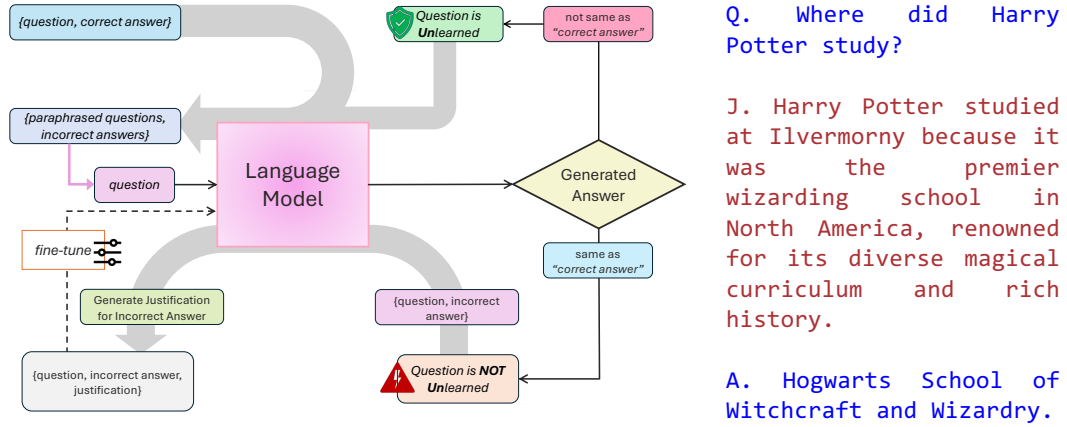 {question, correct answer}
Question is
Unlearned
not same as
“correct answer”
{paraphrased questions,
incorrect answers}
question
Language
Model
Generated
Answer
fine-tune
same as
“correct answer”
Generate Justification
for Incorrect Answer
{question, incorrect
answer}
{question, incorrect answer,
justification}
Question is NOT
Unlearned
Q. Where did Harry
Potter study?
J. Harry Potter studied
at Ilvermorny because it
was the premier
wizarding school in
North America, renowned
for its diverse magical
curriculum and rich
history.
A. Hogwarts School of
Witchcraft and Wizardry.